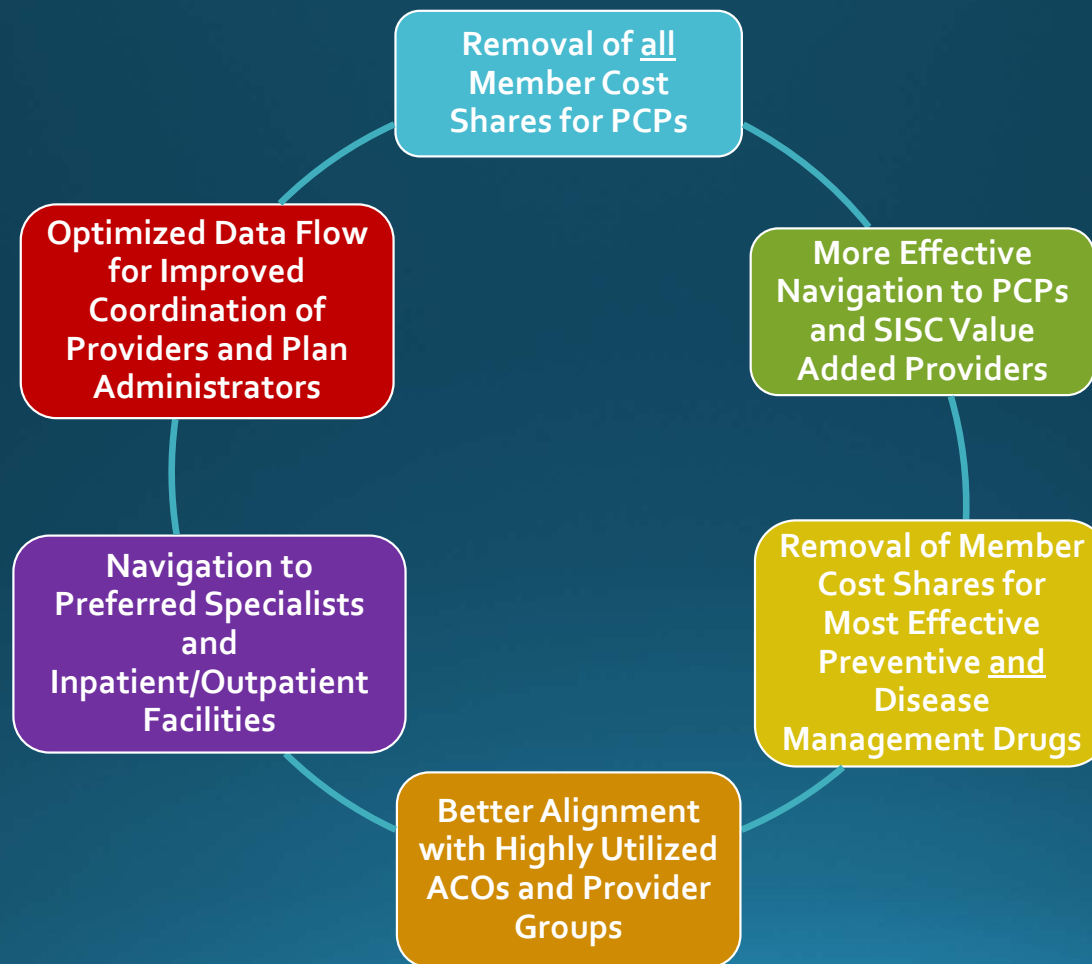 Removal of all
Member Cost
Shares for PCPs
More Effective
Navigation to PCPs
and SISC Value
Added Providers
Removal of Member
Cost Shares for
Most Effective
Preventive and
Disease
Management Drugs
Better Alignment
with Highly Utilized
ACOs and Provider
Groups
Navigation to
Preferred Specialists
and
Inpatient/Outpatient
Facilities
Optimized Data Flow
for Improved
Coordination of
Providers and Plan
Administrators